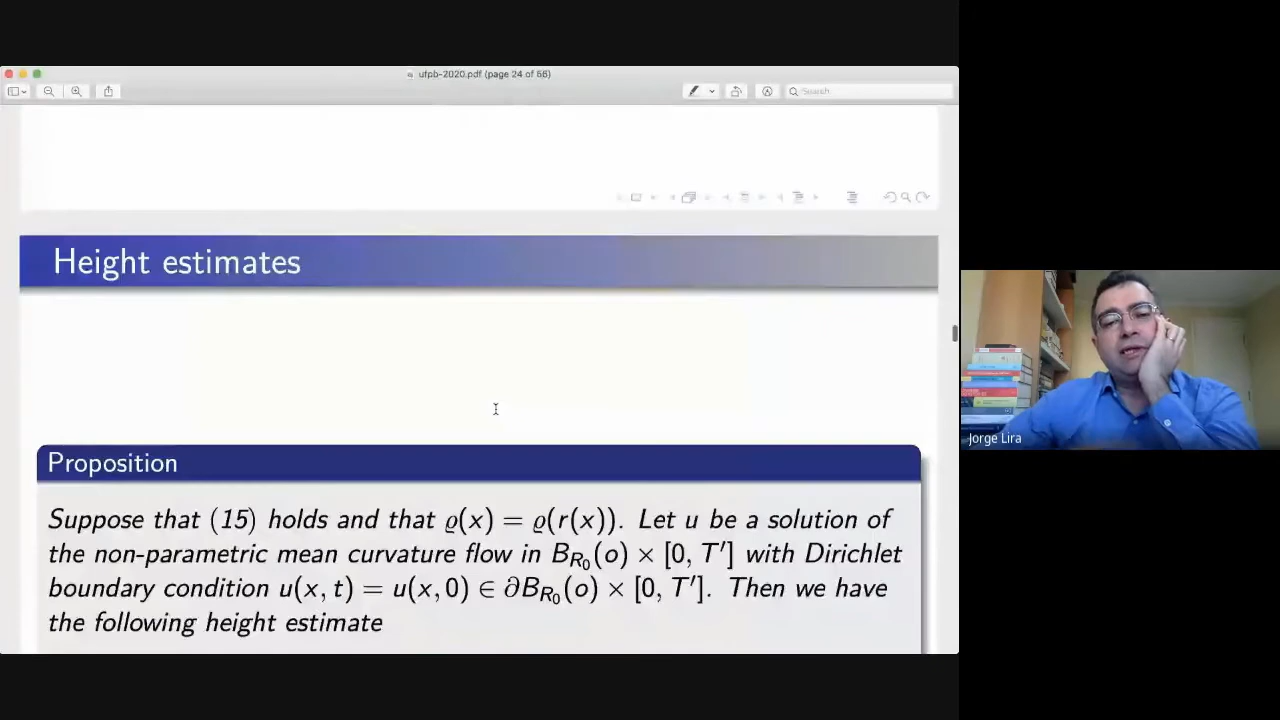 ufpb-2020.pdf (page 24 of 56)
Search
Height estimates
Proposition
Suppose that (15) holds and that ϱ(x) = ϱ(r(x)). Let u be a solution of
the non-parametric mean curvature flow in B_{R_0}(o) × [0, T′] with Dirichlet
boundary condition u(x, t) = u(x, 0) ∈ ∂B_{R_0}(o) × [0, T′]. Then we have
the following height estimate
Jorge Lira